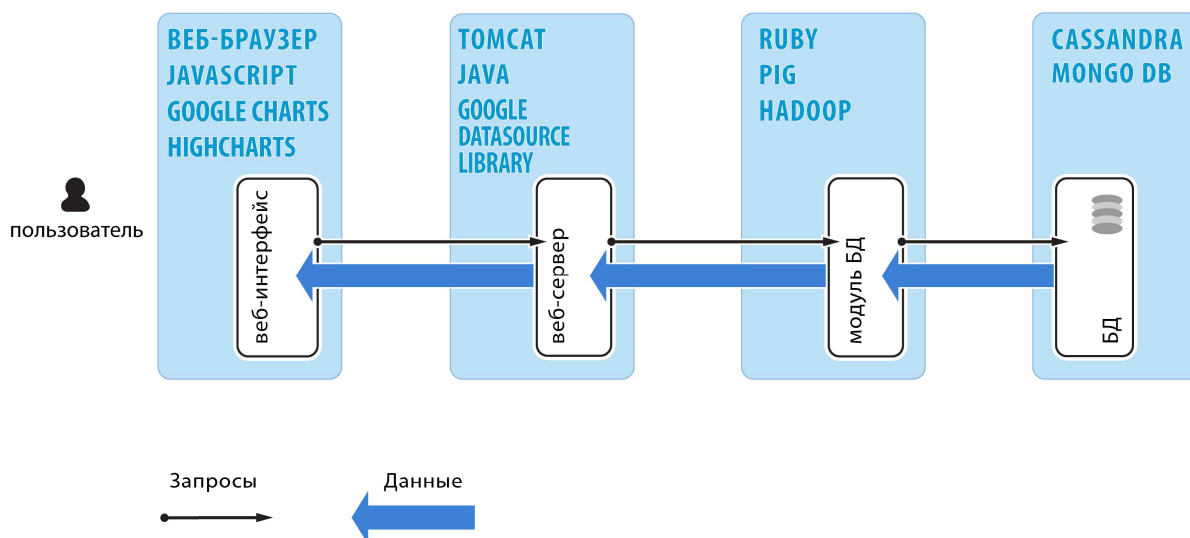 ВЕБ-БРАУЗЕР
JAVASCRIPT
GOOGLE CHARTS
HIGHCHARTS
TOMCAT
JAVA
GOOGLE
DATASOURCE
LIBRARY
RUBY
PIG
HADOOP
CASSANDRA
MONGO DB
пользователь
веб-интерфейс
веб-сервер
модуль БД
БД
Запросы
Данные